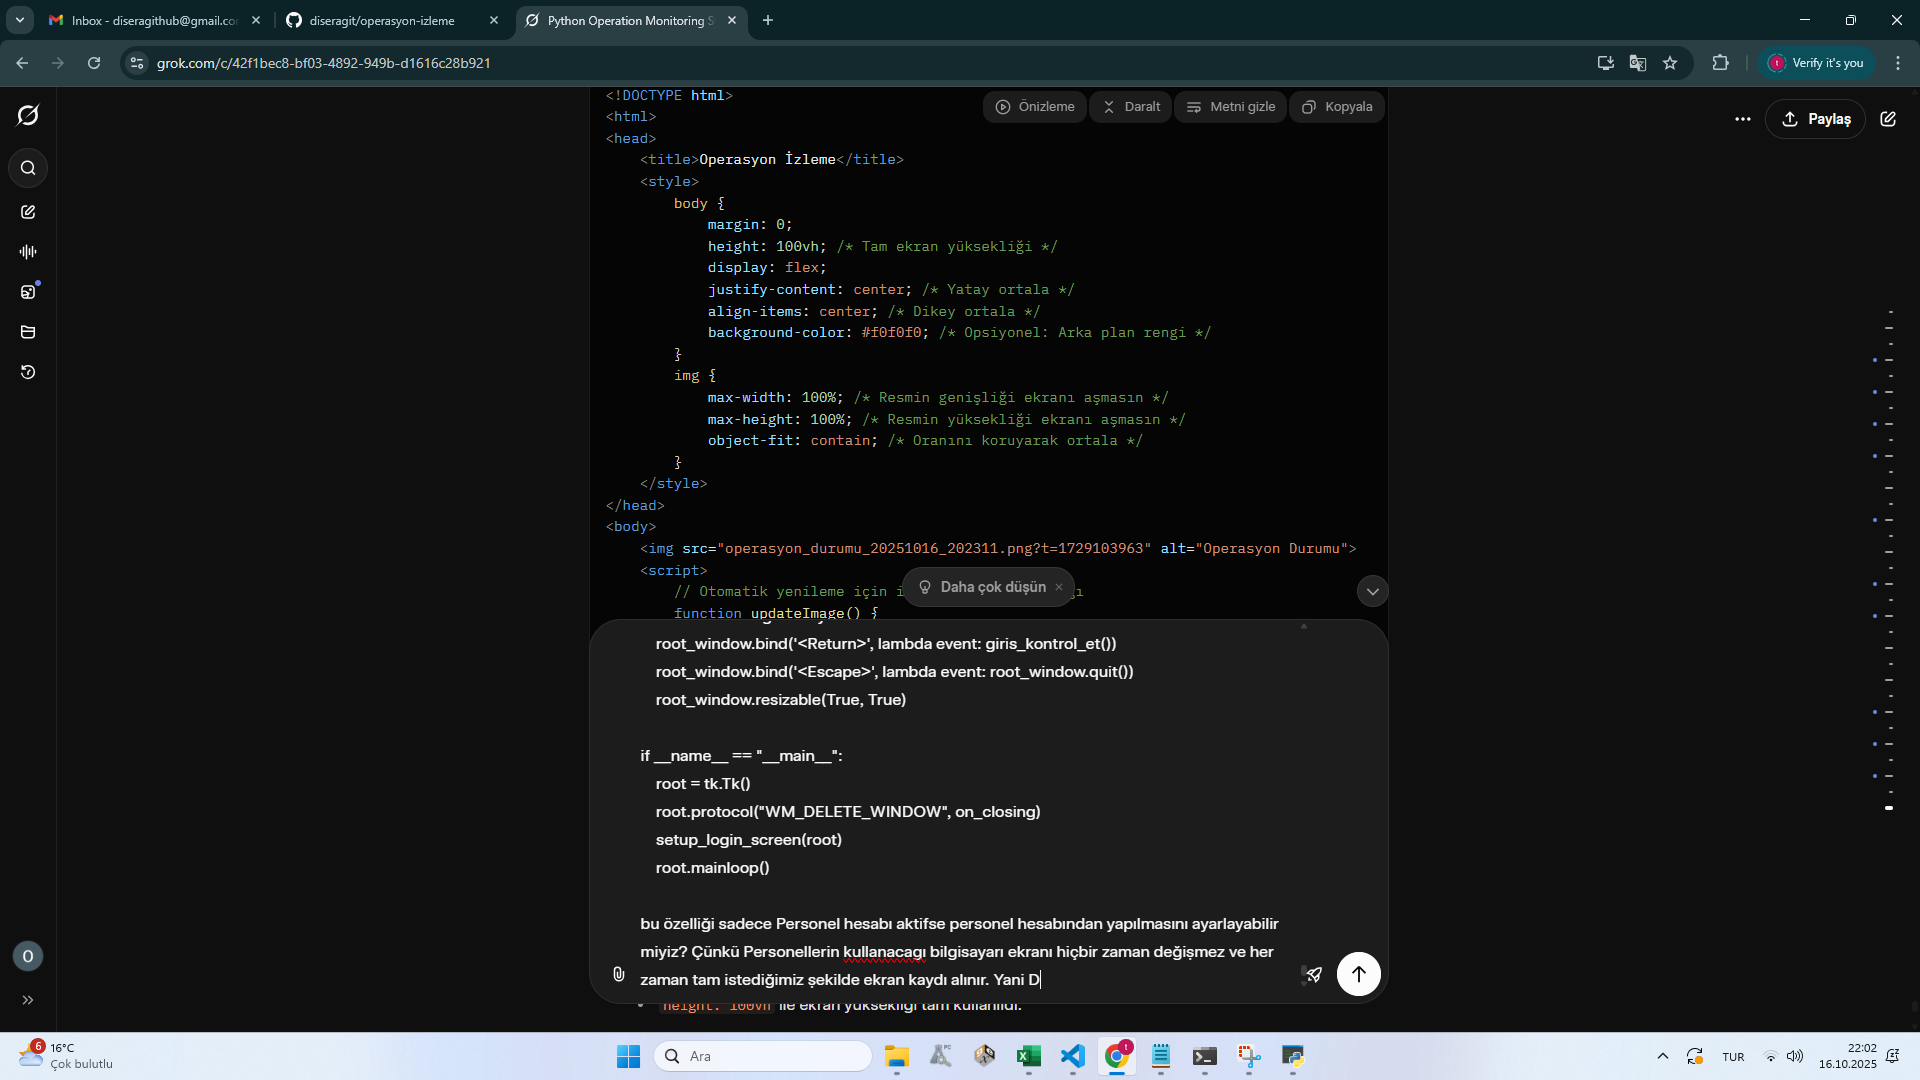 Inbox - diseragithub@gmail.co
diseragit/operasyon-izleme
Python Operation Monitoring S
grok.com/c/42f1bec8-bf03-4892-949b-d1616c28b921
Verify it's you
<!DOCTYPE html>
Önizleme
Daralt
Metni gizle
Kopyala
Paylaş
<html>
<head>
<title>Operasyon İzleme</title>
<style>
body {
margin: 0;
height: 100vh; /* Tam ekran yüksekliği */
display: flex;
justify-content: center; /* Yatay ortala */
align-items: center; /* Dikey ortala */
background-color: #f0f0f0; /* Opsiyonel: Arka plan rengi */
}
img {
max-width: 100%; /* Resmin genişliği ekranı aşmasın */
max-height: 100%; /* Resmin yüksekliği ekranı aşmasın */
object-fit: contain; /* Oranını koruyarak ortala */
}
</style>
</head>
<body>
<img src="operasyon_durumu_20251016_202311.png?t=1729103963" alt="Operasyon Durumu">
<script>
// Otomatik yenileme için
Daha çok düşün
function updateImage() {
root_window.bind('<Return>', lambda event: giris_kontrol_et())
root_window.bind('<Escape>', lambda event: root_window.quit())
root_window.resizable(True, True)
if __name__ == "__main__":
root = tk.Tk()
root.protocol("WM_DELETE_WINDOW", on_closing)
setup_login_screen(root)
root.mainloop()
bu özelliği sadece Personel hesabı aktifse personel hesabından yapılmasını ayarlayabilir
miyiz? Çünkü Personellerin kullanacagı bilgisayarı ekranı hiçbir zaman değişmez ve her
zaman tam istediğimiz şekilde ekran kaydı alınır. Yani D
height: 100vh ile ekran yüksekliği tam kullanıldı.
O
6
16°C
Çok bulutlu
Ara
TUR
22:02
16.10.2025